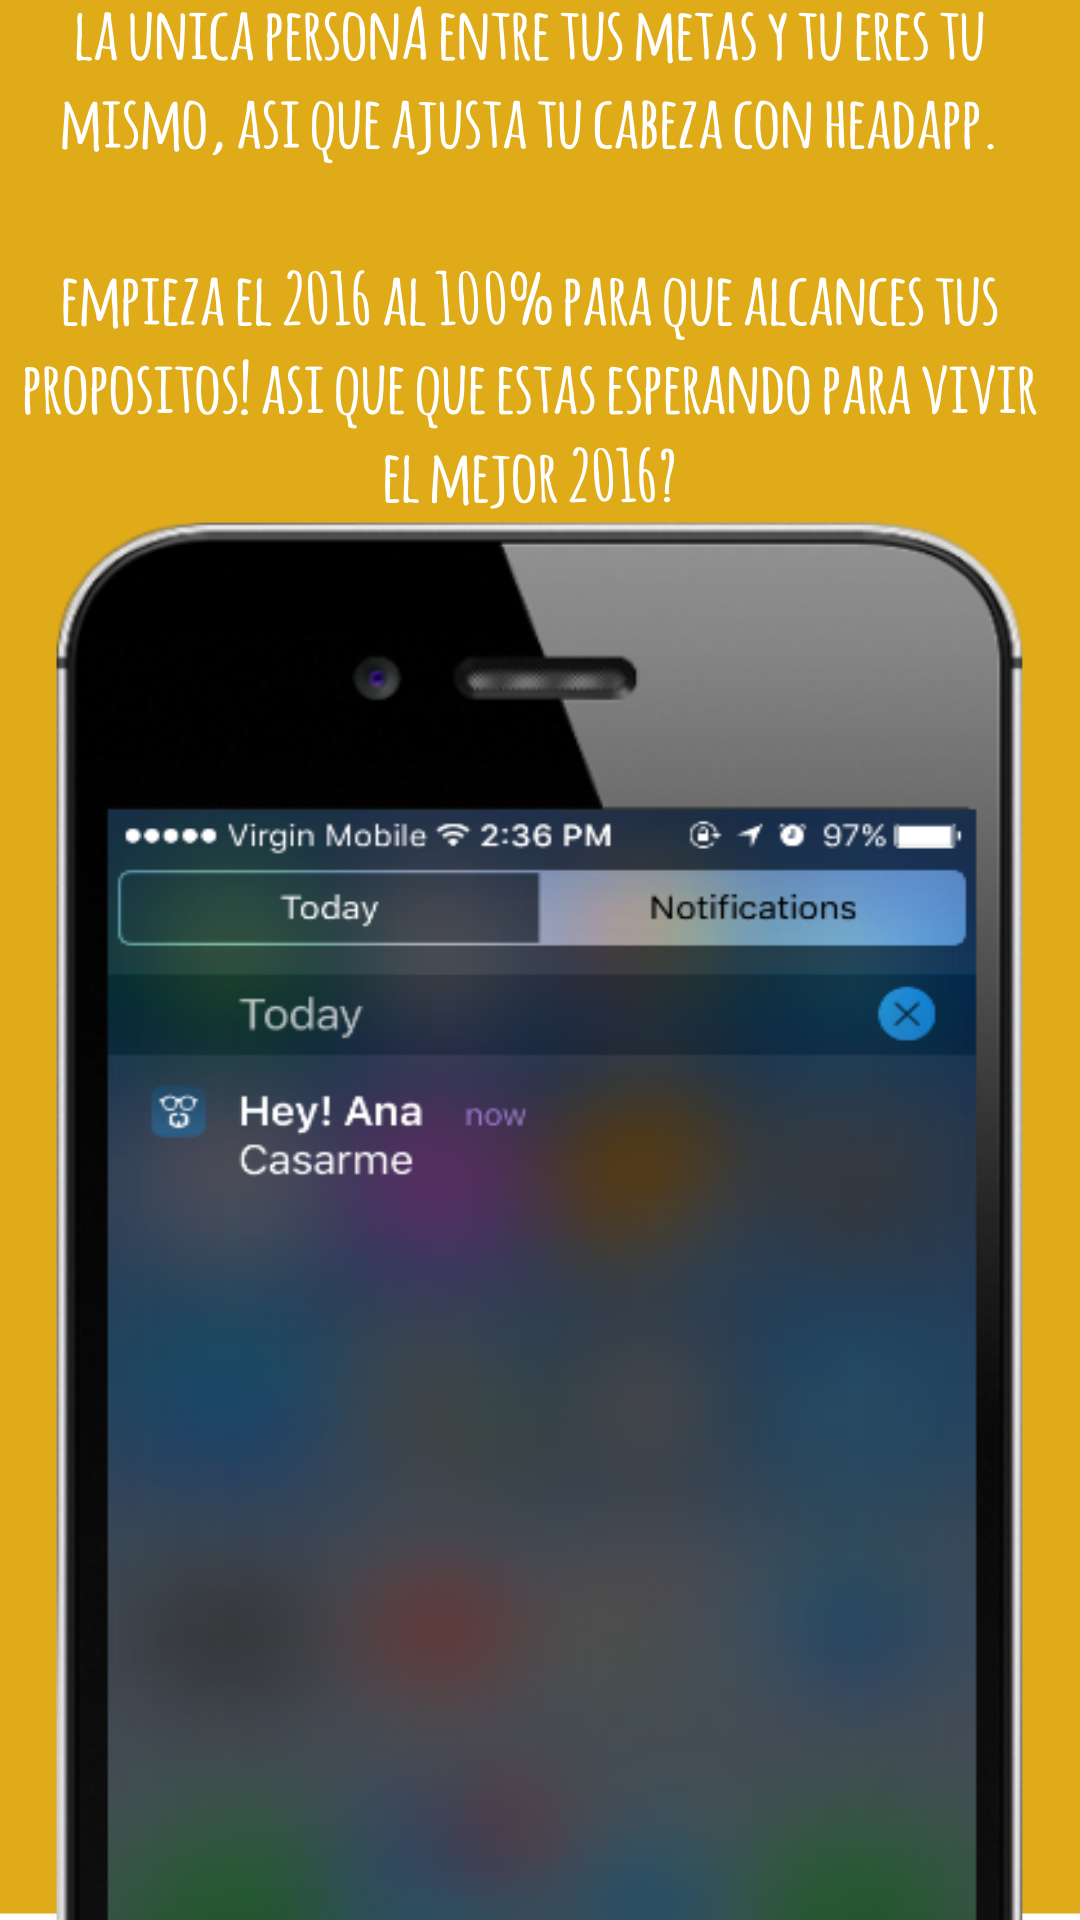 LA UNICA PERSONA ENTRE TUS METAS Y TU ERES TU
MISMO, ASI QUE AJUSTA TU CABEZA CON HEADAPP.
EMPIEZA EL 2016 AL 100% PARA QUE ALCANCES TUS
PROPOSITOS! ASI QUE QUE ESTAS ESPERANDO PARA VIVIR
EL MEJOR 2016?
Virgin Mobile 2:36 PM 97%
Today Notifications
Today
Hey! Ana now
Casarme